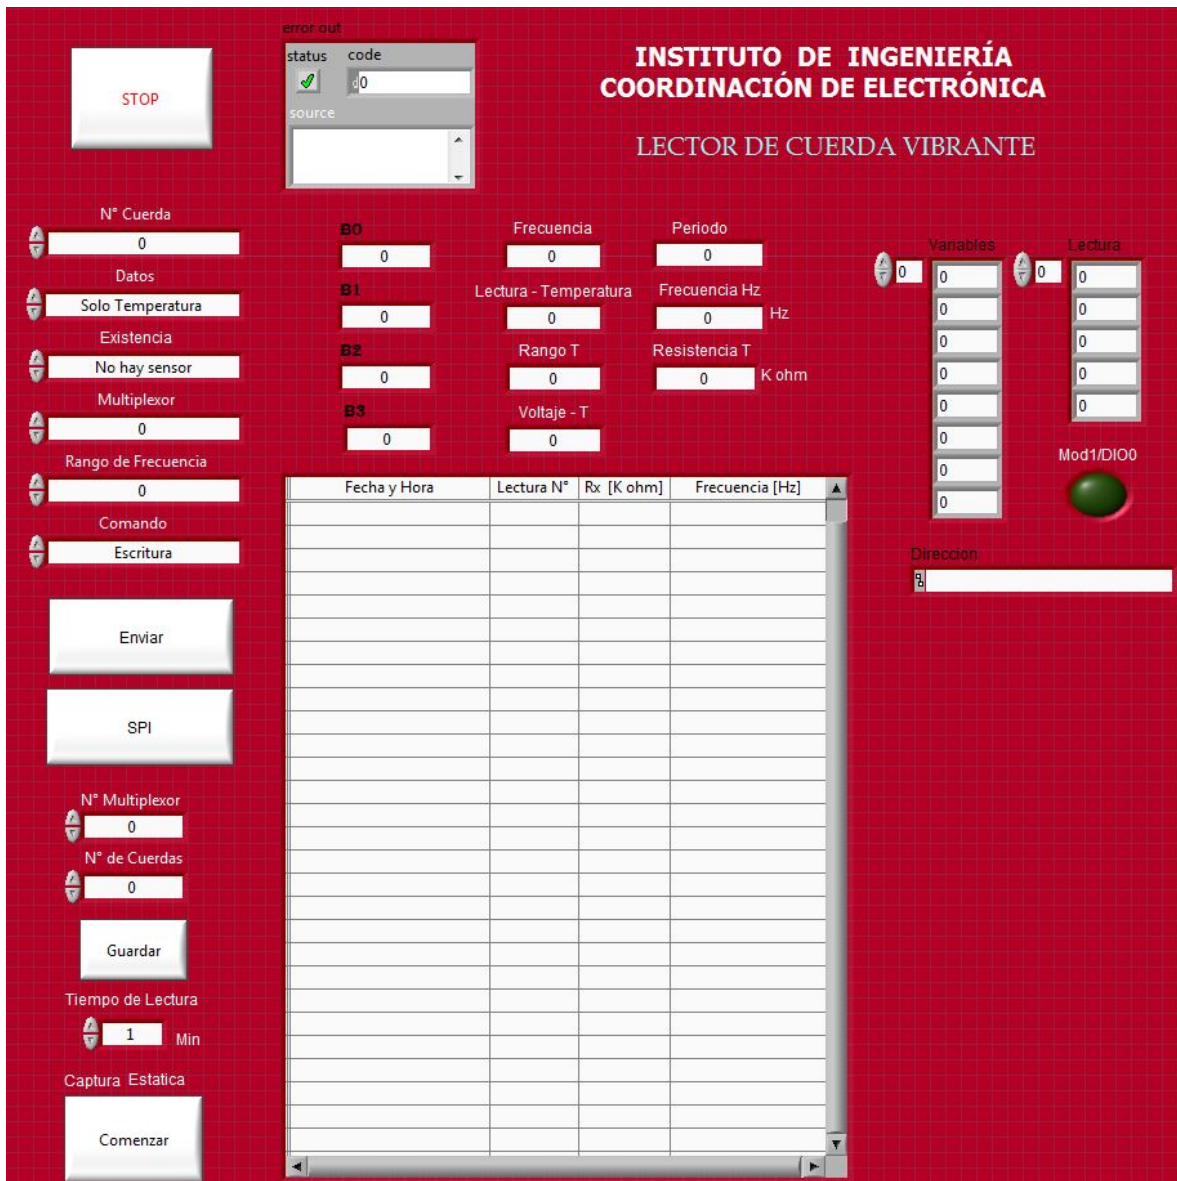 error out
status code
d0
source
STOP
INSTITUTO DE INGENIERÍA
COORDINACIÓN DE ELECTRÓNICA
LECTOR DE CUERDA VIBRANTE
N° Cuerda
0
Datos
Solo Temperatura
Existencia
No hay sensor
Multiplexor
0
Rango de Frecuencia
0
Comando
Escritura
Enviar
SPI
N° Multiplexor
0
N° de Cuerdas
0
Guardar
Tiempo de Lectura
1 Min
Captura Estatica
Comenzar
B0
0
B1
0
B2
0
B3
0
Frecuencia
0
Lectura - Temperatura
0
Rango T
0
Voltaje - T
0
Periodo
0
Frecuencia Hz
0 Hz
Resistencia T
0 K ohm
Variables
0 0
0
0
0
0
0
0
0
Lectura
0 0
0
0
0
0
Mod1/DIO0
Direccion
Fecha y Hora Lectura N° Rx [K ohm] Frecuencia [Hz]